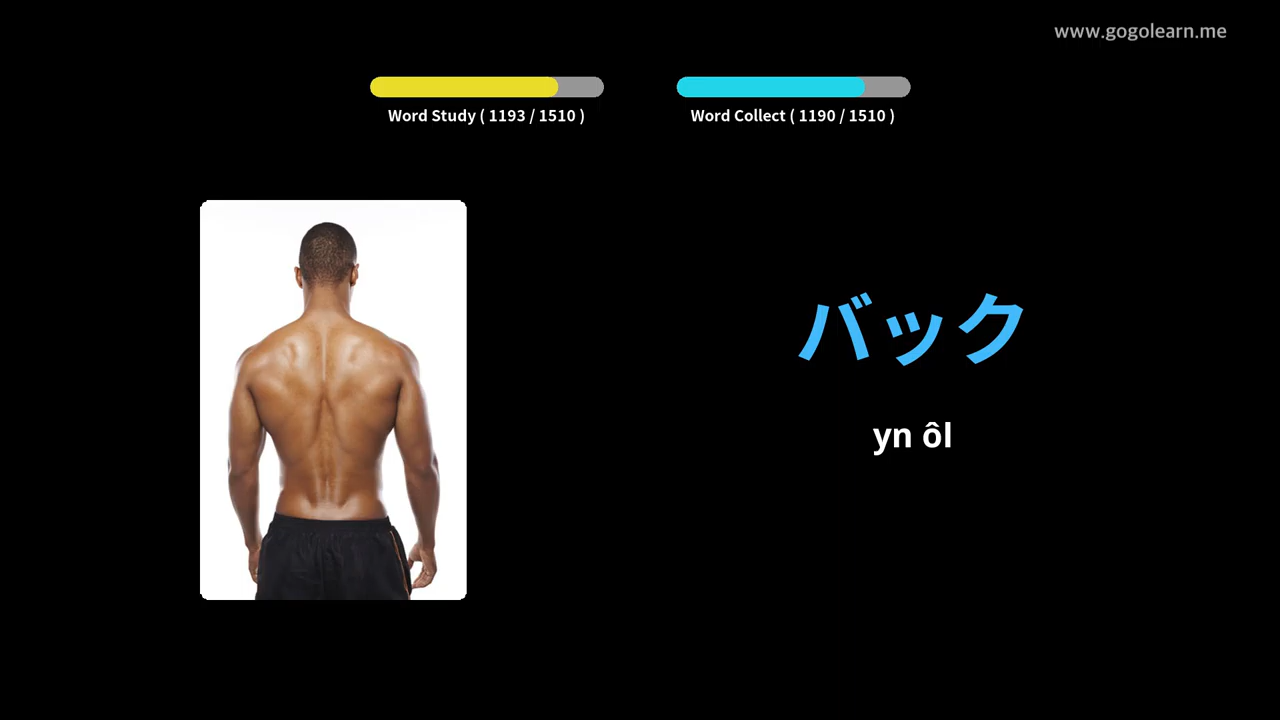 www.gogolearn.me
Word Study ( 1193 / 1510 )
Word Collect ( 1190 / 1510 )
バック
yn ôl